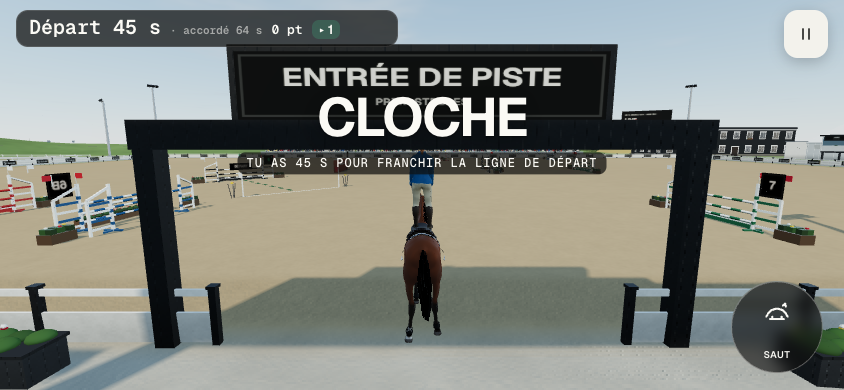 Départ 45 s · accordé 64 s 0 pt ▸1
ENTRÉE DE PISTE
CLOCHE
TU AS 45 S POUR FRANCHIR LA LIGNE DE DÉPART
7
SAUT